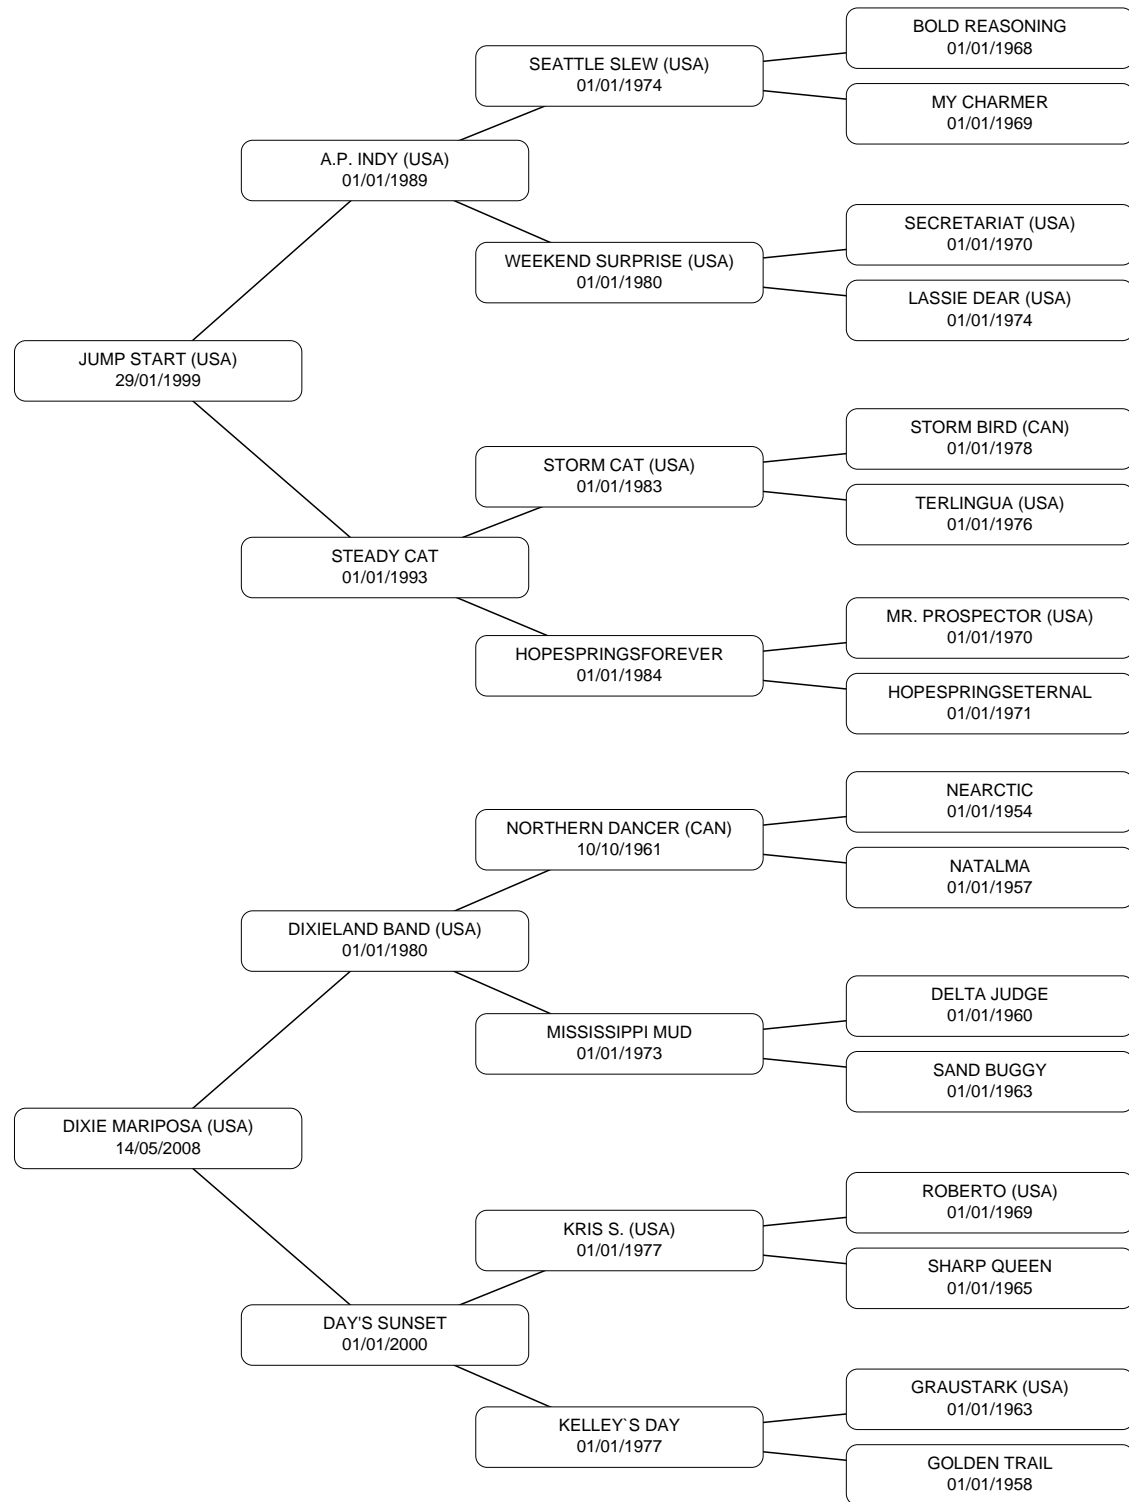 BOLD REASONING
01/01/1968
SEATTLE SLEW (USA)
01/01/1974
MY CHARMER
01/01/1969
A.P. INDY (USA)
01/01/1989
SECRETARIAT (USA)
01/01/1970
WEEKEND SURPRISE (USA)
01/01/1980
LASSIE DEAR (USA)
01/01/1974
JUMP START (USA)
29/01/1999
STORM BIRD (CAN)
01/01/1978
STORM CAT (USA)
01/01/1983
TERLINGUA (USA)
01/01/1976
STEADY CAT
01/01/1993
MR. PROSPECTOR (USA)
01/01/1970
HOPESPRINGSFOREVER
01/01/1984
HOPESPRINGSETERNAL
01/01/1971
NEARCTIC
01/01/1954
NORTHERN DANCER (CAN)
10/10/1961
NATALMA
01/01/1957
DIXIELAND BAND (USA)
01/01/1980
DELTA JUDGE
01/01/1960
MISSISSIPPI MUD
01/01/1973
SAND BUGGY
01/01/1963
DIXIE MARIPOSA (USA)
14/05/2008
ROBERTO (USA)
01/01/1969
KRIS S. (USA)
01/01/1977
SHARP QUEEN
01/01/1965
DAY'S SUNSET
01/01/2000
GRAUSTARK (USA)
01/01/1963
KELLEY`S DAY
01/01/1977
GOLDEN TRAIL
01/01/1958